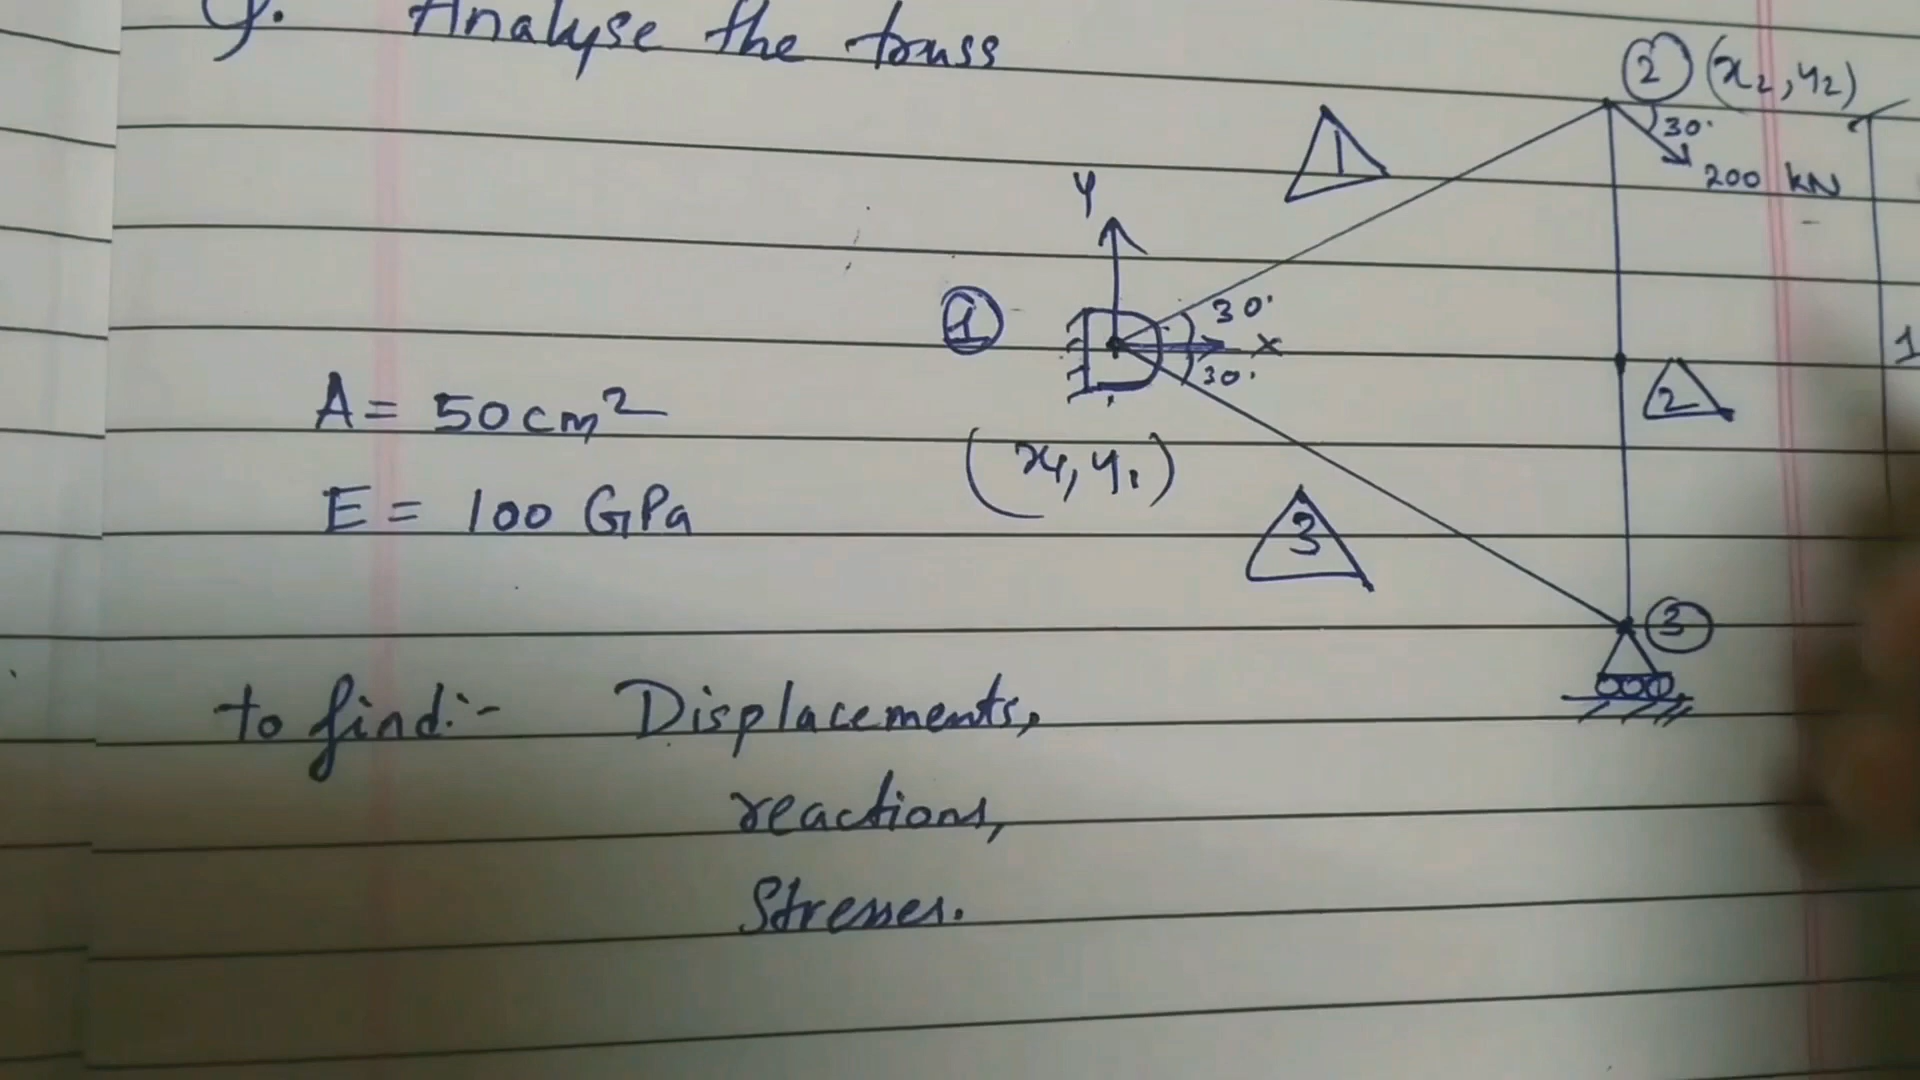 Analyse the truss
2 (x2, y2)
30°
200 kN
1
Y
30°
1
X
30°
1
2
A = 50 cm²
(x1, y1)
E = 100 GPa
3
3
to find:- Displacements,
reactions,
Stresses.